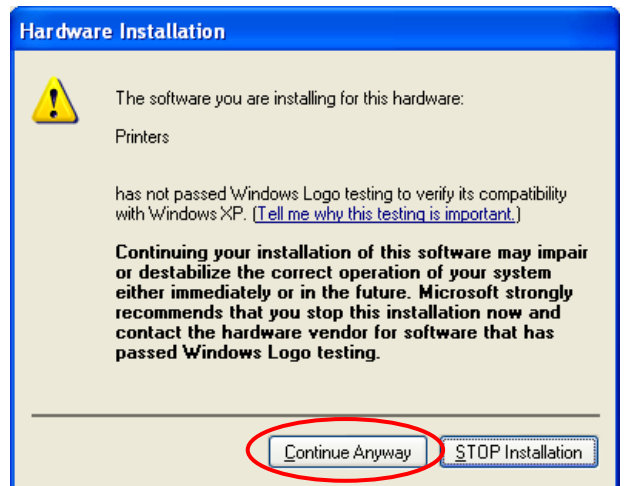 Hardware Installation
The software you are installing for this hardware:
Printers
has not passed Windows Logo testing to verify its compatibility
with Windows XP. (Tell me why this testing is important.)
Continuing your installation of this software may impair
or destabilize the correct operation of your system
either immediately or in the future. Microsoft strongly
recommends that you stop this installation now and
contact the hardware vendor for software that has
passed Windows Logo testing.
Continue Anyway STOP Installation